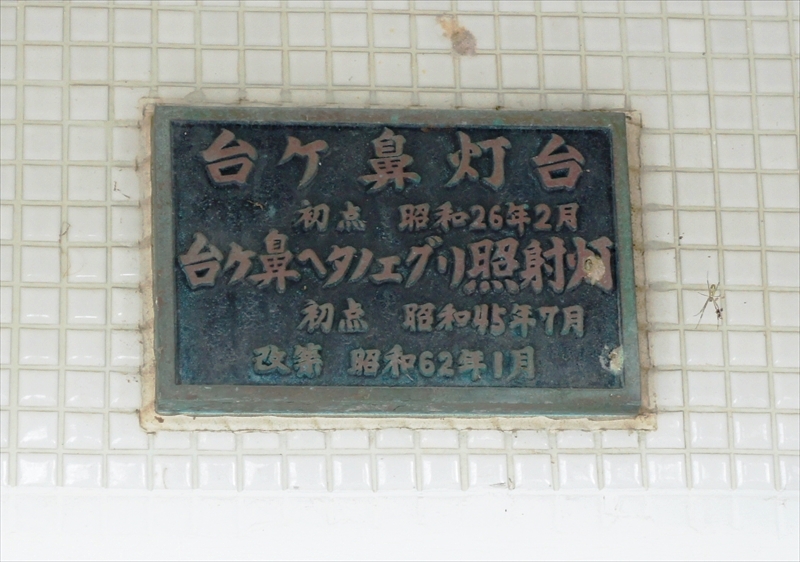 台ケ鼻灯台
初点 昭和26年2月
台ケ鼻ヘタノエグリ照射灯
初点 昭和45年7月
改築 昭和62年1月